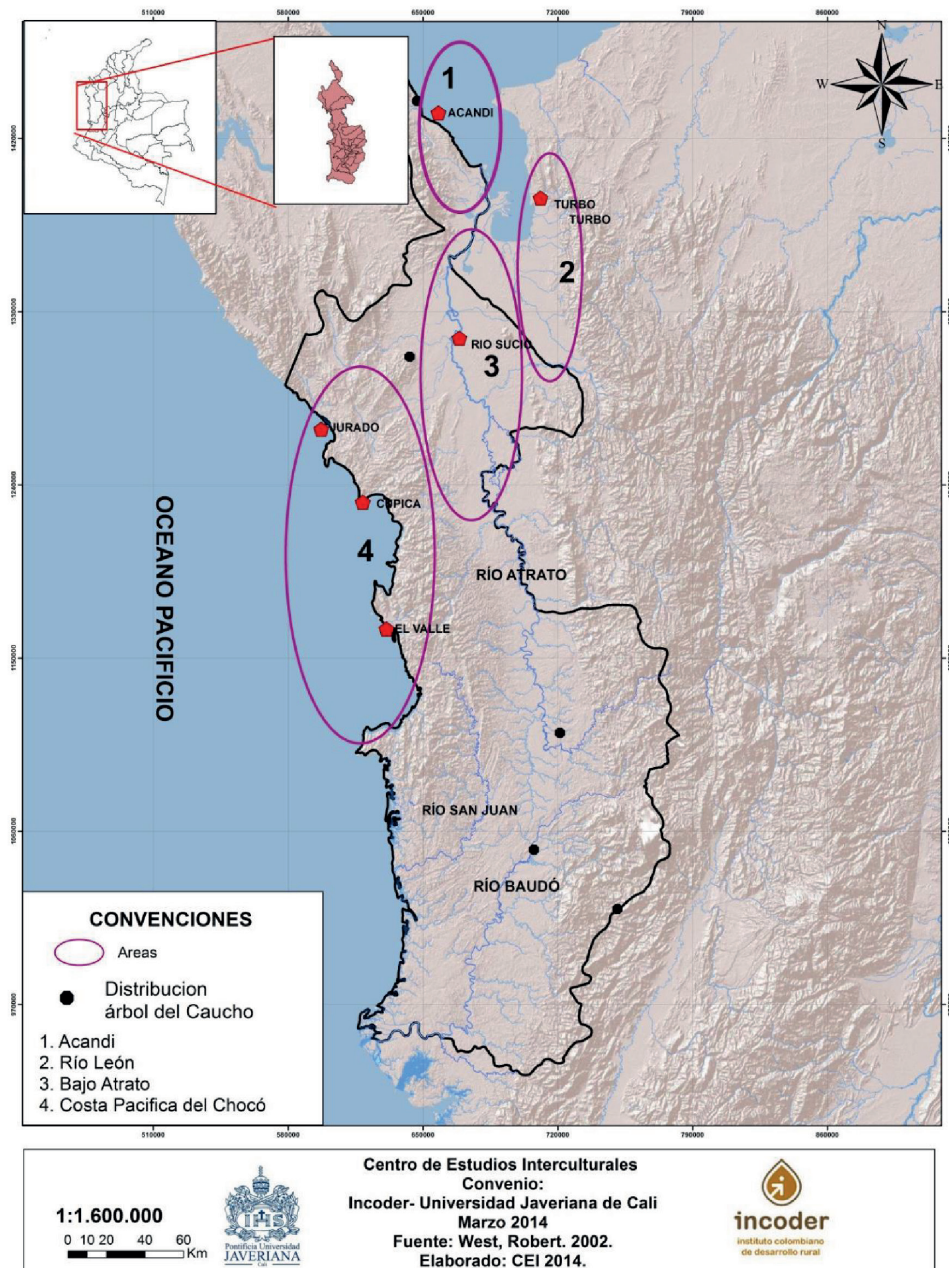 510000 580000 650000 720000 790000 860000
N
W E
S
1
ACANDI
TURBO
TURBO
2
RIO SUCIO
3
JURADO
CUPICA
4
OCEANO PACIFICIO
RÍO ATRATO
EL VALLE
RÍO SAN JUAN
RÍO BAUDÓ
CONVENCIONES
Areas
Distribucion
árbol del Caucho
1. Acandi
2. Río León
3. Bajo Atrato
4. Costa Pacifica del Chocó
1420000
1330000
1240000
1150000
1060000
970000
510000 580000 650000 720000 790000 860000
1:1.600.000
0 10 20 40 60
Km
IHS
Pontificia Universidad
JAVERIANA
Cali
Centro de Estudios Interculturales
Convenio:
Incoder- Universidad Javeriana de Cali
Marzo 2014
Fuente: West, Robert. 2002.
Elaborado: CEI 2014.
incoder
instituto colombiano
de desarrollo rural